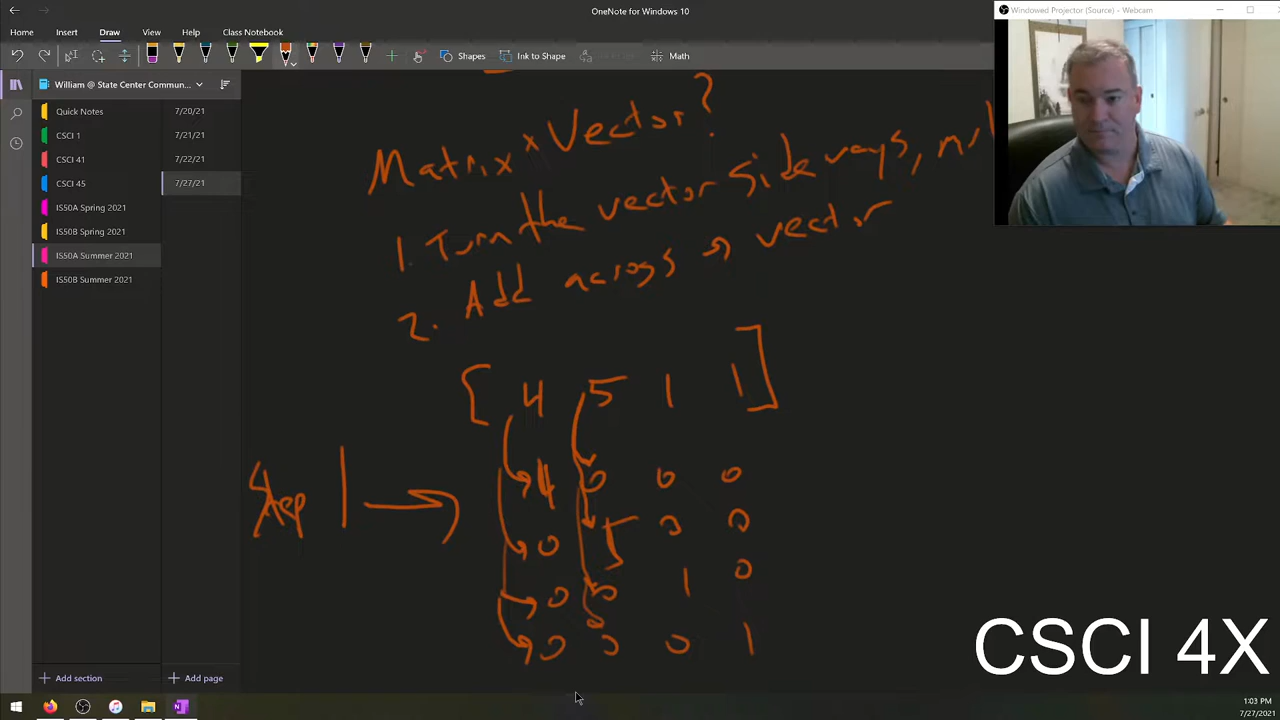 OneNote for Windows 10
Windowed Projector (Source) - Webcam
Home Insert Draw View Help Class Notebook
Shapes Ink to Shape Math
William @ State Center Commun...
Quick Notes
CSCI 1
CSCI 41
CSCI 45
IS50A Spring 2021
IS50B Spring 2021
IS50A Summer 2021
IS50B Summer 2021
7/20/21
7/21/21
7/22/21
7/27/21
Matrix x Vector?
1. Turn the vector sideways,
2. Add across → vector
[ 4 5 1 1 ]
Step 1 →
4 0 0 0
0 5 0 0
0 0 1 0
0 0 0 1
CSCI 4X
Add section
Add page
1:03 PM
7/27/2021